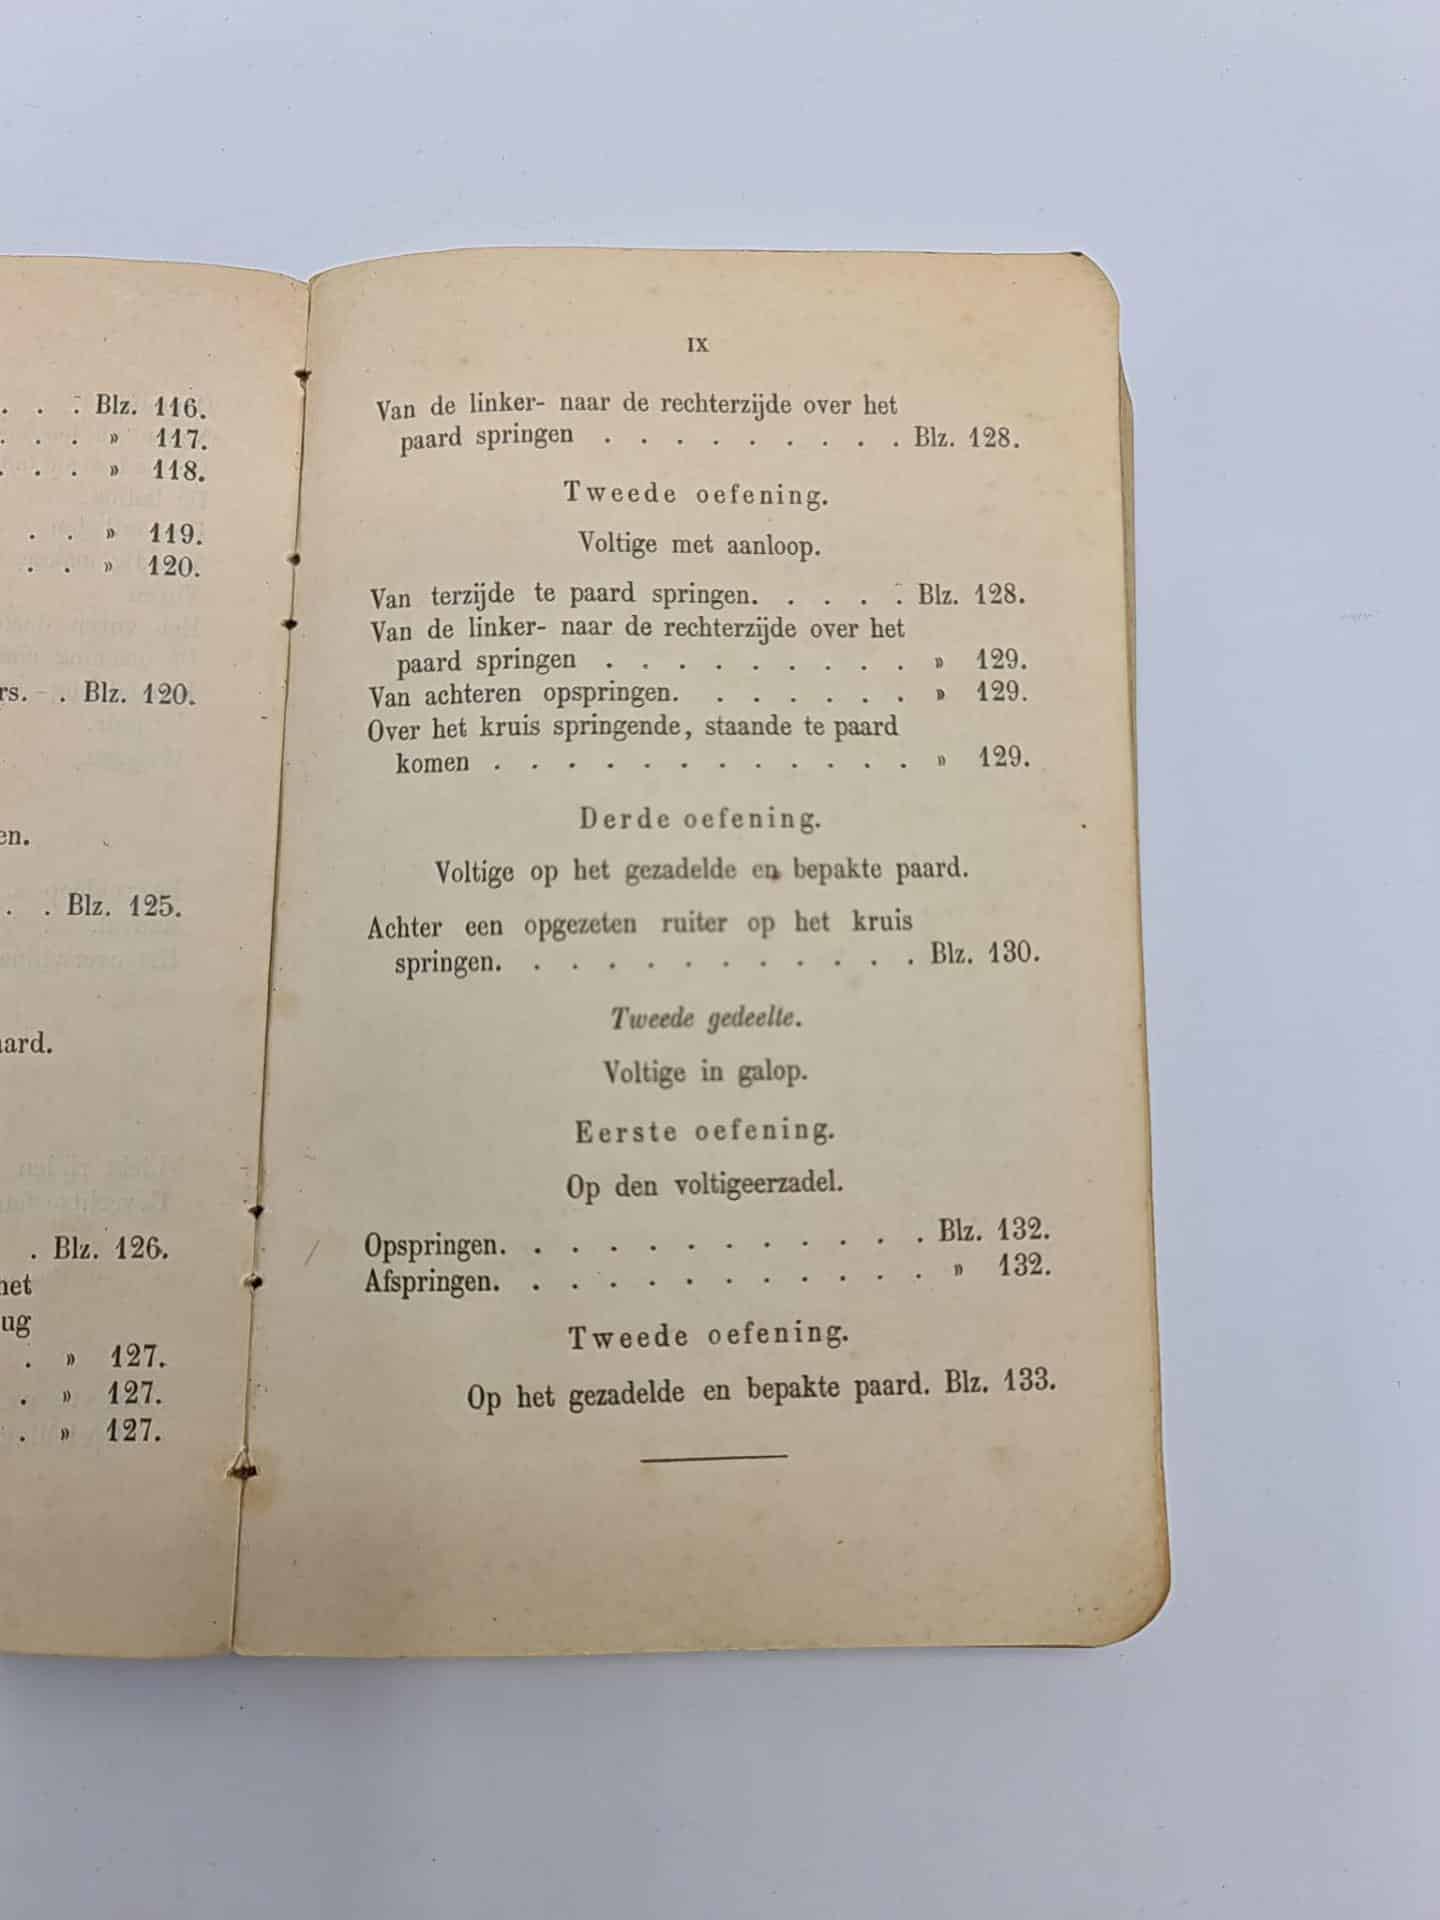 . . . Blz. 116.
. . . » 117.
. . . » 118.
. . » 119.
. . » 120.
rs. - . Blz. 120.
en.
. . Blz. 125.
aard.
. Blz. 126.
het
ug
. » 127.
. » 127.
. » 127.
IX
Van de linker- naar de rechterzijde over het
paard springen . . . . . . . . . Blz. 128.
Tweede oefening.
Voltige met aanloop.
Van terzijde te paard springen. . . . . Blz. 128.
Van de linker- naar de rechterzijde over het
paard springen . . . . . . . . . » 129.
Van achteren opspringen. . . . . . . » 129.
Over het kruis springende, staande te paard
komen . . . . . . . . . . . . » 129.
Derde oefening.
Voltige op het gezadelde en bepakte paard.
Achter een opgezeten ruiter op het kruis
springen. . . . . . . . . . . . Blz. 130.
Tweede gedeelte.
Voltige in galop.
Eerste oefening.
Op den voltigeerzadel.
Opspringen. . . . . . . . . . . . Blz. 132.
Afspringen. . . . . . . . . . . . » 132.
Tweede oefening.
Op het gezadelde en bepakte paard. Blz. 133.